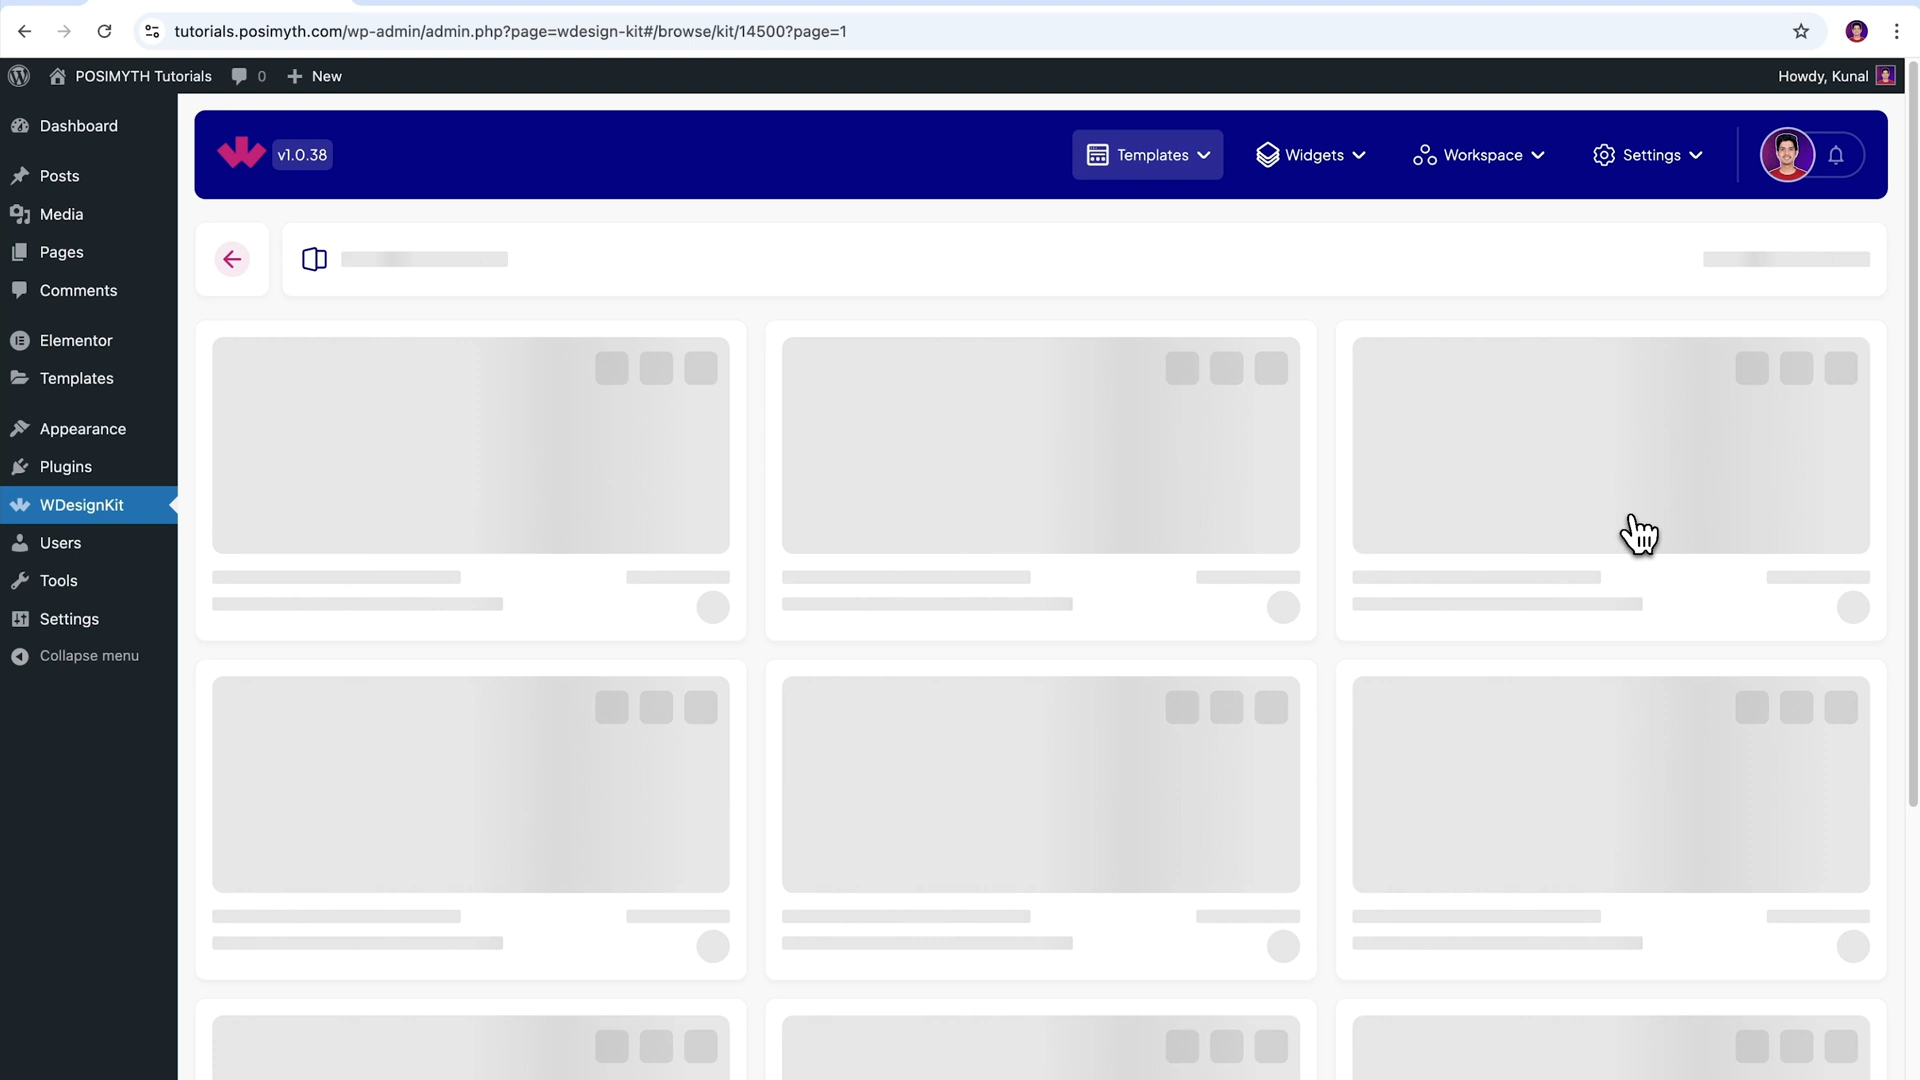 tutorials.posimyth.com/wp-admin/admin.php?page=wdesign-kit#/browse/kit/14500?page=1
POSIMYTH Tutorials 0 New Howdy, Kunal
v1.0.38 Templates Widgets Workspace Settings
Dashboard
Posts
Media
Pages
Comments
Elementor
Templates
Appearance
Plugins
WDesignKit
Users
Tools
Settings
Collapse menu